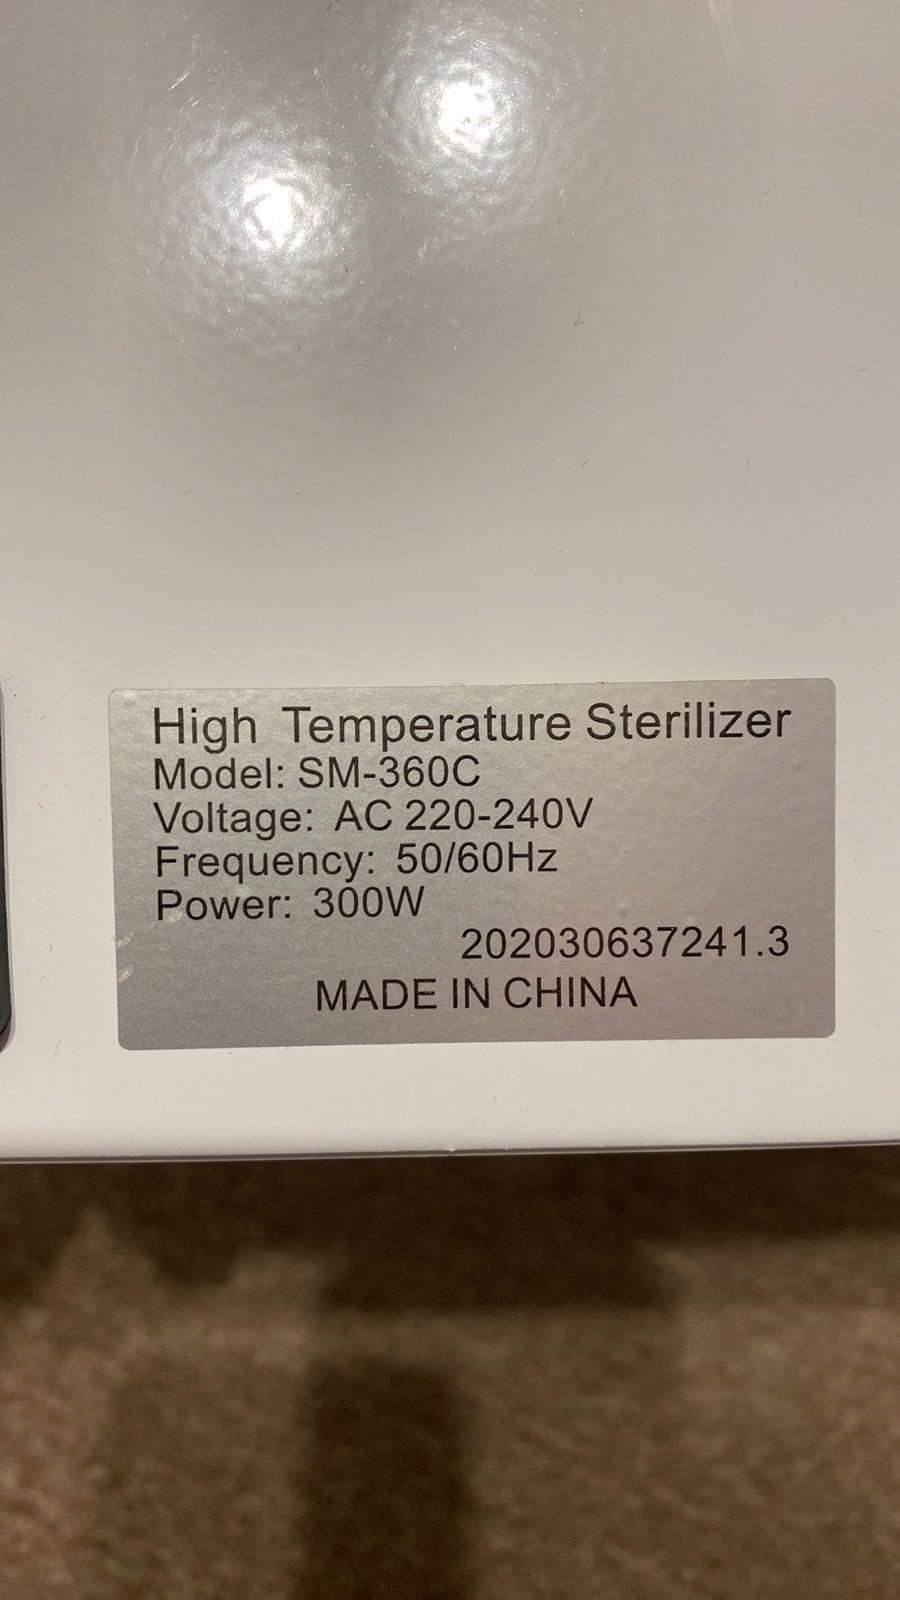 High Temperature Sterilizer
Model: SM-360C
Voltage: AC 220-240V
Frequency: 50/60Hz
Power: 300W
202030637241.3
MADE IN CHINA